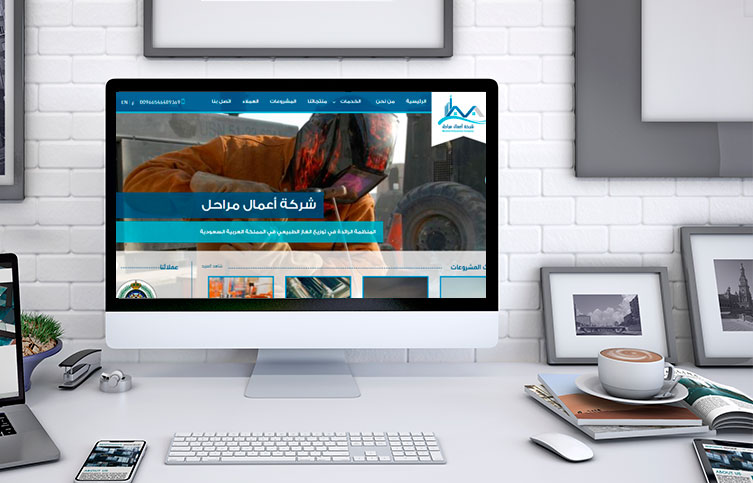 الرئيسية من نحن الخدمات منتجاتنا المشروعات العملاء اتصل بنا
00966546489369
EN
شركة أعمال مراحل
شركة أعمال مراحل
المنظمة الرائدة في توزيع الغاز الطبيعي في المملكة العربية السعودية
المشروعات
شاهد المزيد
عملائنا
ABOUT US